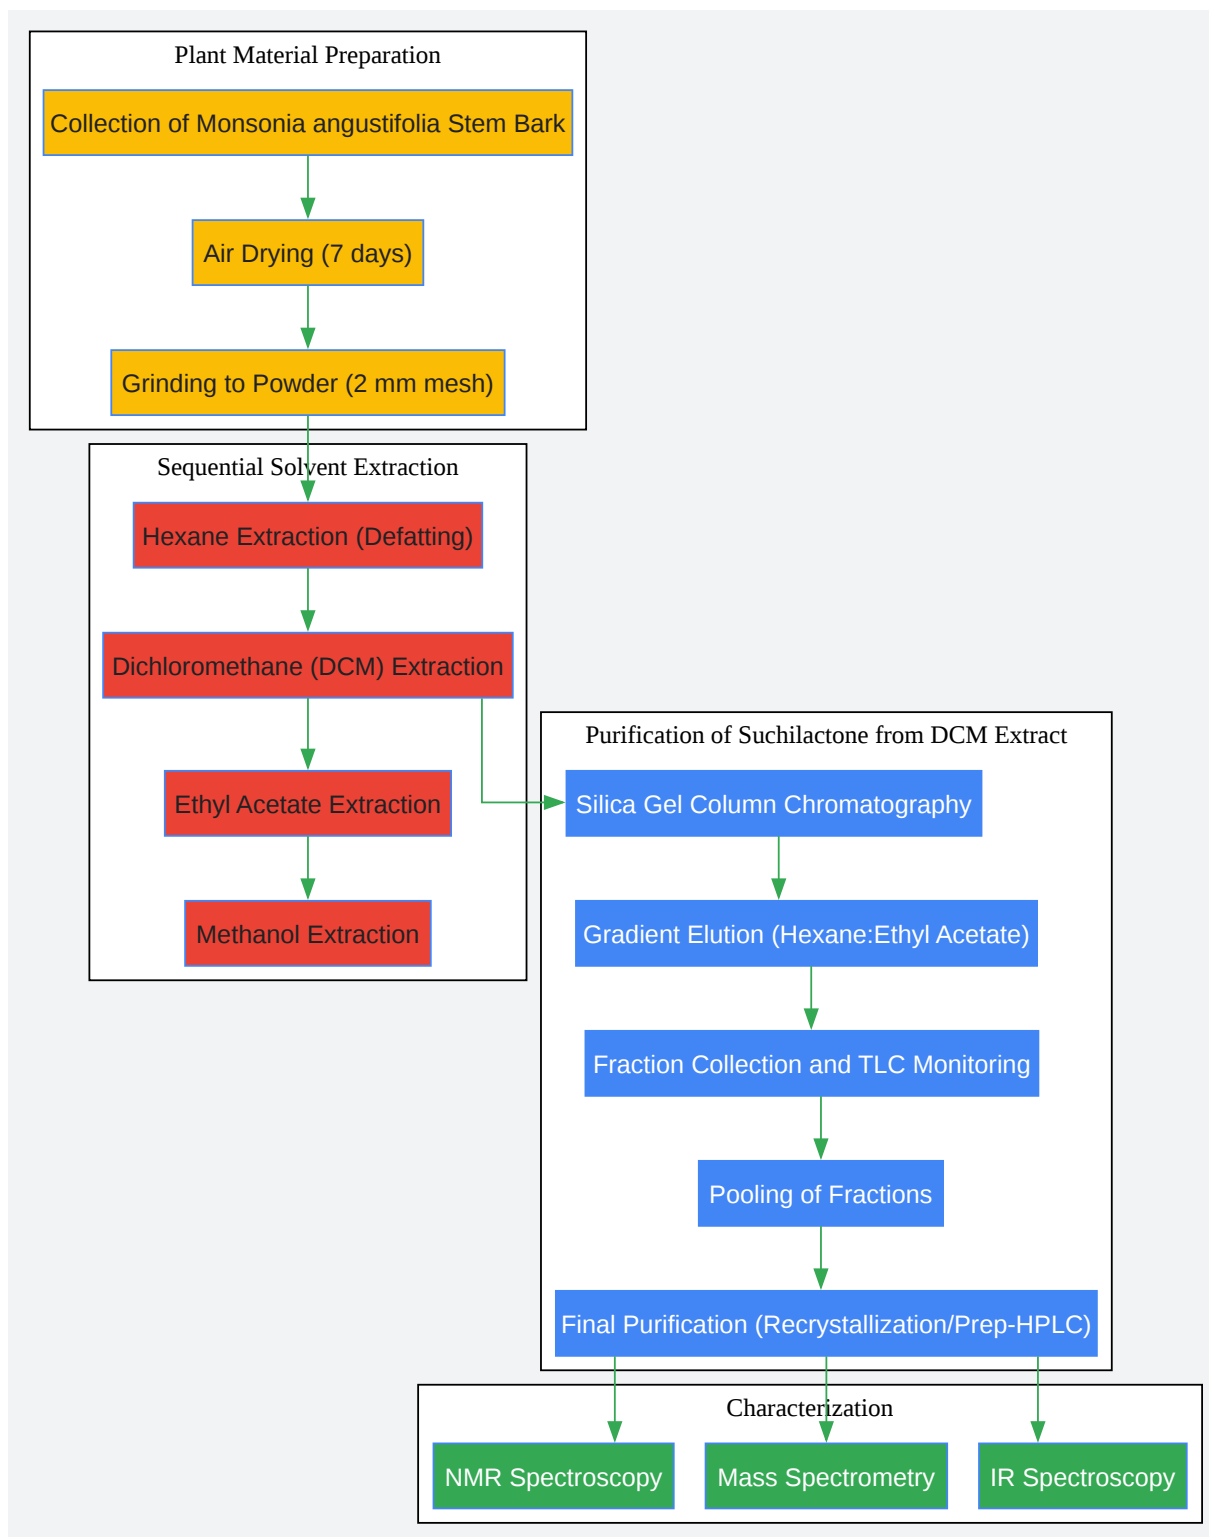 Plant Material Preparation
Collection of Monsonia angustifolia Stem Bark
Air Drying (7 days)
Grinding to Powder (2 mm mesh)
Sequential Solvent Extraction
Hexane Extraction (Defatting)
Dichloromethane (DCM) Extraction
Ethyl Acetate Extraction
Methanol Extraction
Purification of Suchilactone from DCM Extract
Silica Gel Column Chromatography
Gradient Elution (Hexane:Ethyl Acetate)
Fraction Collection and TLC Monitoring
Pooling of Fractions
Final Purification (Recrystallization/Prep-HPLC)
Characterization
NMR Spectroscopy
Mass Spectrometry
IR Spectroscopy